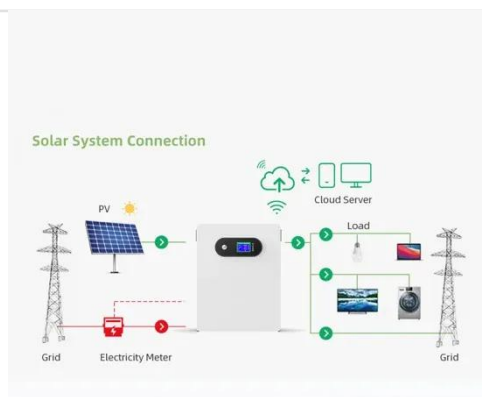 Solar System Connection
Cloud Server
PV
Load
Grid
Electricity Meter
Grid